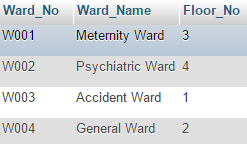 Ward_No Ward_Name Floor_No
W001 Meternity Ward 3
W002 Psychiatric Ward 4
W003 Accident Ward 1
W004 General Ward 2